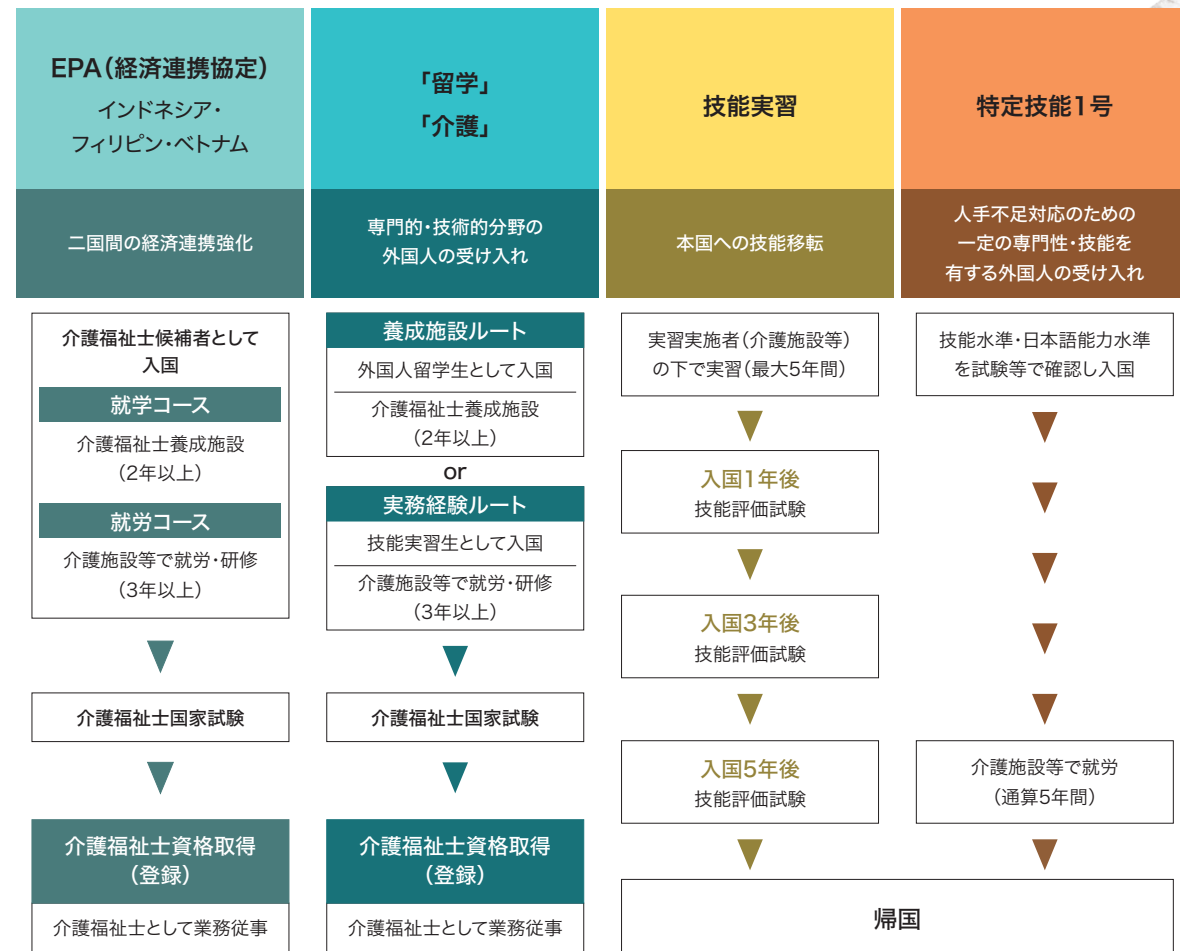 EPA(経済連携協定)
インドネシア・
フィリピン・ベトナム
二国間の経済連携強化
介護福祉士候補者として
入国
就学コース
介護福祉士養成施設
(2年以上)
就労コース
介護施設等で就労・研修
(3年以上)
介護福祉士国家試験
介護福祉士資格取得
(登録)
介護福祉士として業務従事
「留学」
「介護」
専門的・技術的分野の
外国人の受け入れ
養成施設ルート
外国人留学生として入国
介護福祉士養成施設
(2年以上)
or
実務経験ルート
技能実習生として入国
介護施設等で就労・研修
(3年以上)
介護福祉士国家試験
介護福祉士資格取得
(登録)
介護福祉士として業務従事
技能実習
本国への技能移転
実習実施者(介護施設等)
の下で実習(最大5年間)
入国1年後
技能評価試験
入国3年後
技能評価試験
入国5年後
技能評価試験
特定技能1号
人手不足対応のための
一定の専門性・技能を
有する外国人の受け入れ
技能水準・日本語能力水準
を試験等で確認し入国
介護施設等で就労
(通算5年間)
帰国